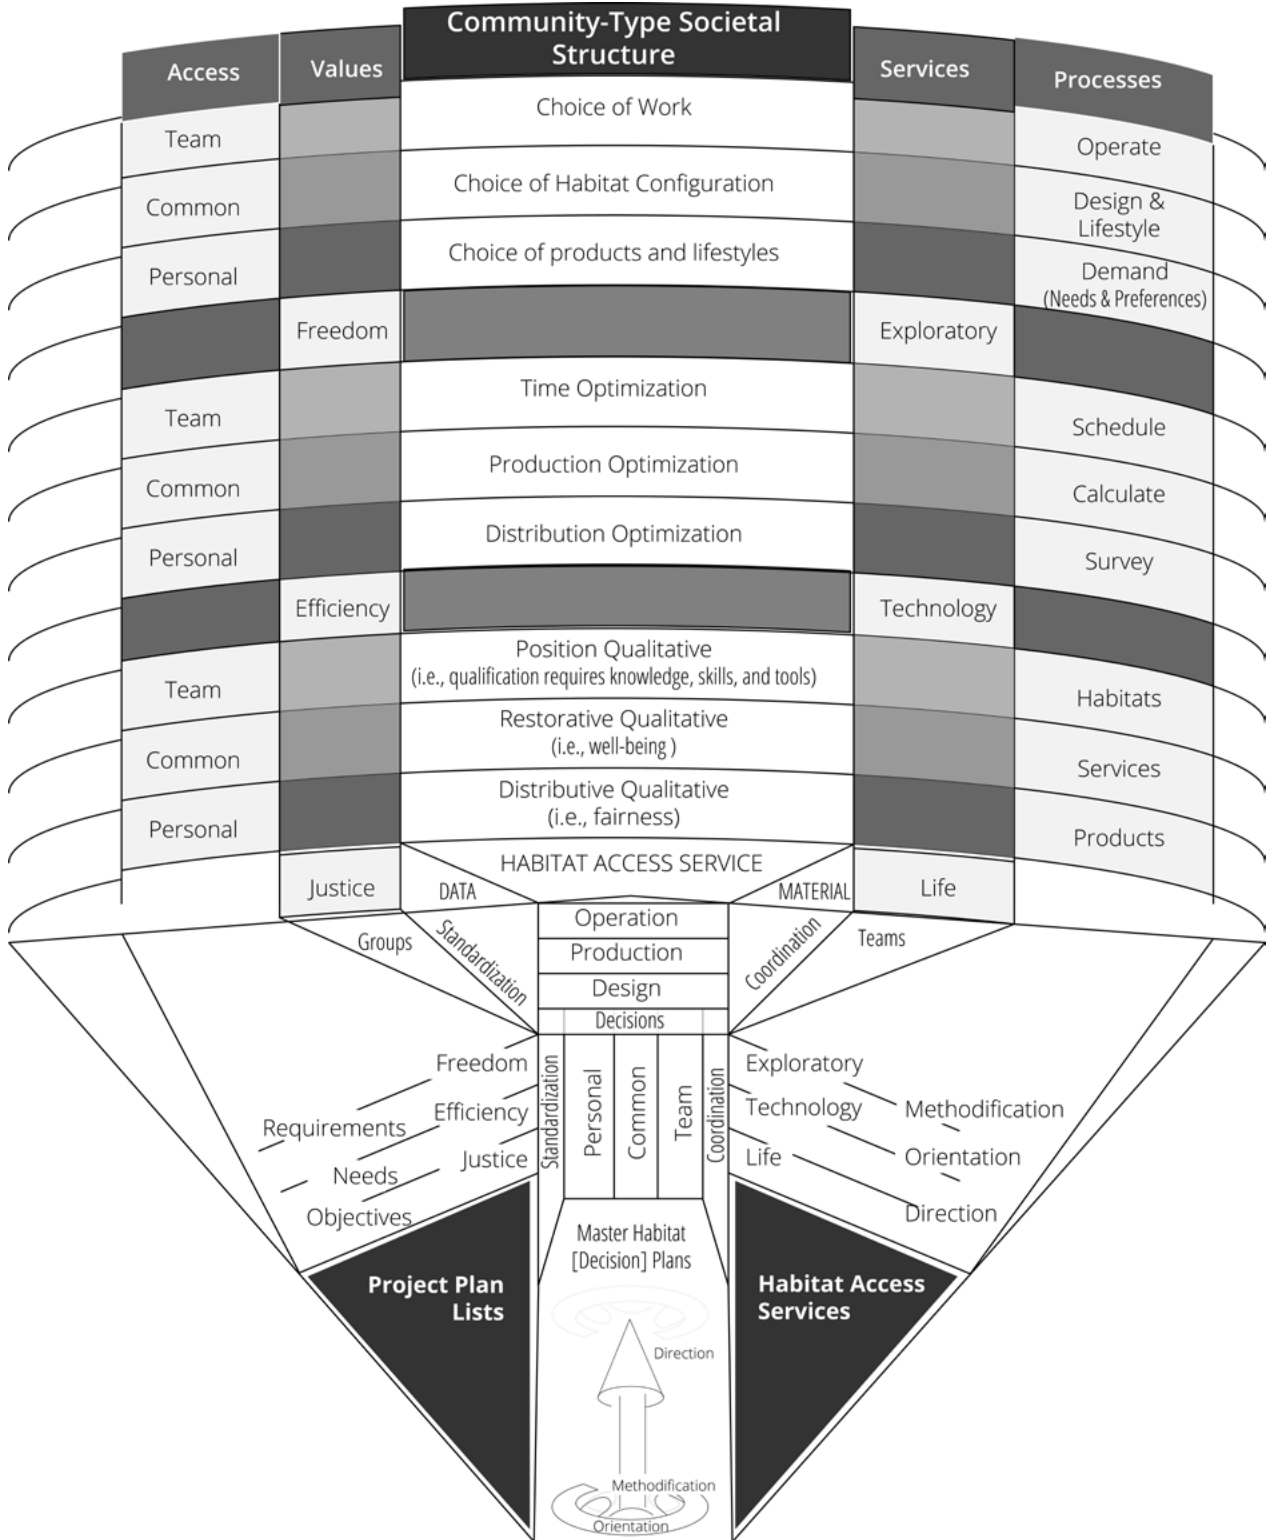 Community-Type Societal
Structure
Access
Values
Services
Processes
Team
Choice of Work
Operate
Common
Choice of Habitat Configuration
Design &
Lifestyle
Personal
Choice of products and lifestyles
Demand
(Needs & Preferences)
Freedom
Exploratory
Team
Time Optimization
Schedule
Common
Production Optimization
Calculate
Personal
Distribution Optimization
Survey
Efficiency
Technology
Team
Position Qualitative
(i.e., qualification requires knowledge, skills, and tools)
Habitats
Common
Restorative Qualitative
(i.e., well-being )
Services
Personal
Distributive Qualitative
(i.e., fairness)
Products
HABITAT ACCESS SERVICE
Justice
DATA
MATERIAL
Life
Groups
Standardization
Operation
Production
Design
Decisions
Coordination
Teams
Freedom
Efficiency
Justice
Requirements
Needs
Objectives
Standardization
Personal
Common
Team
Coordination
Exploratory
Technology
Life
Methodification
Orientation
Direction
Master Habitat
[Decision] Plans
Project Plan
Lists
Habitat Access
Services
Direction
Methodification
Orientation